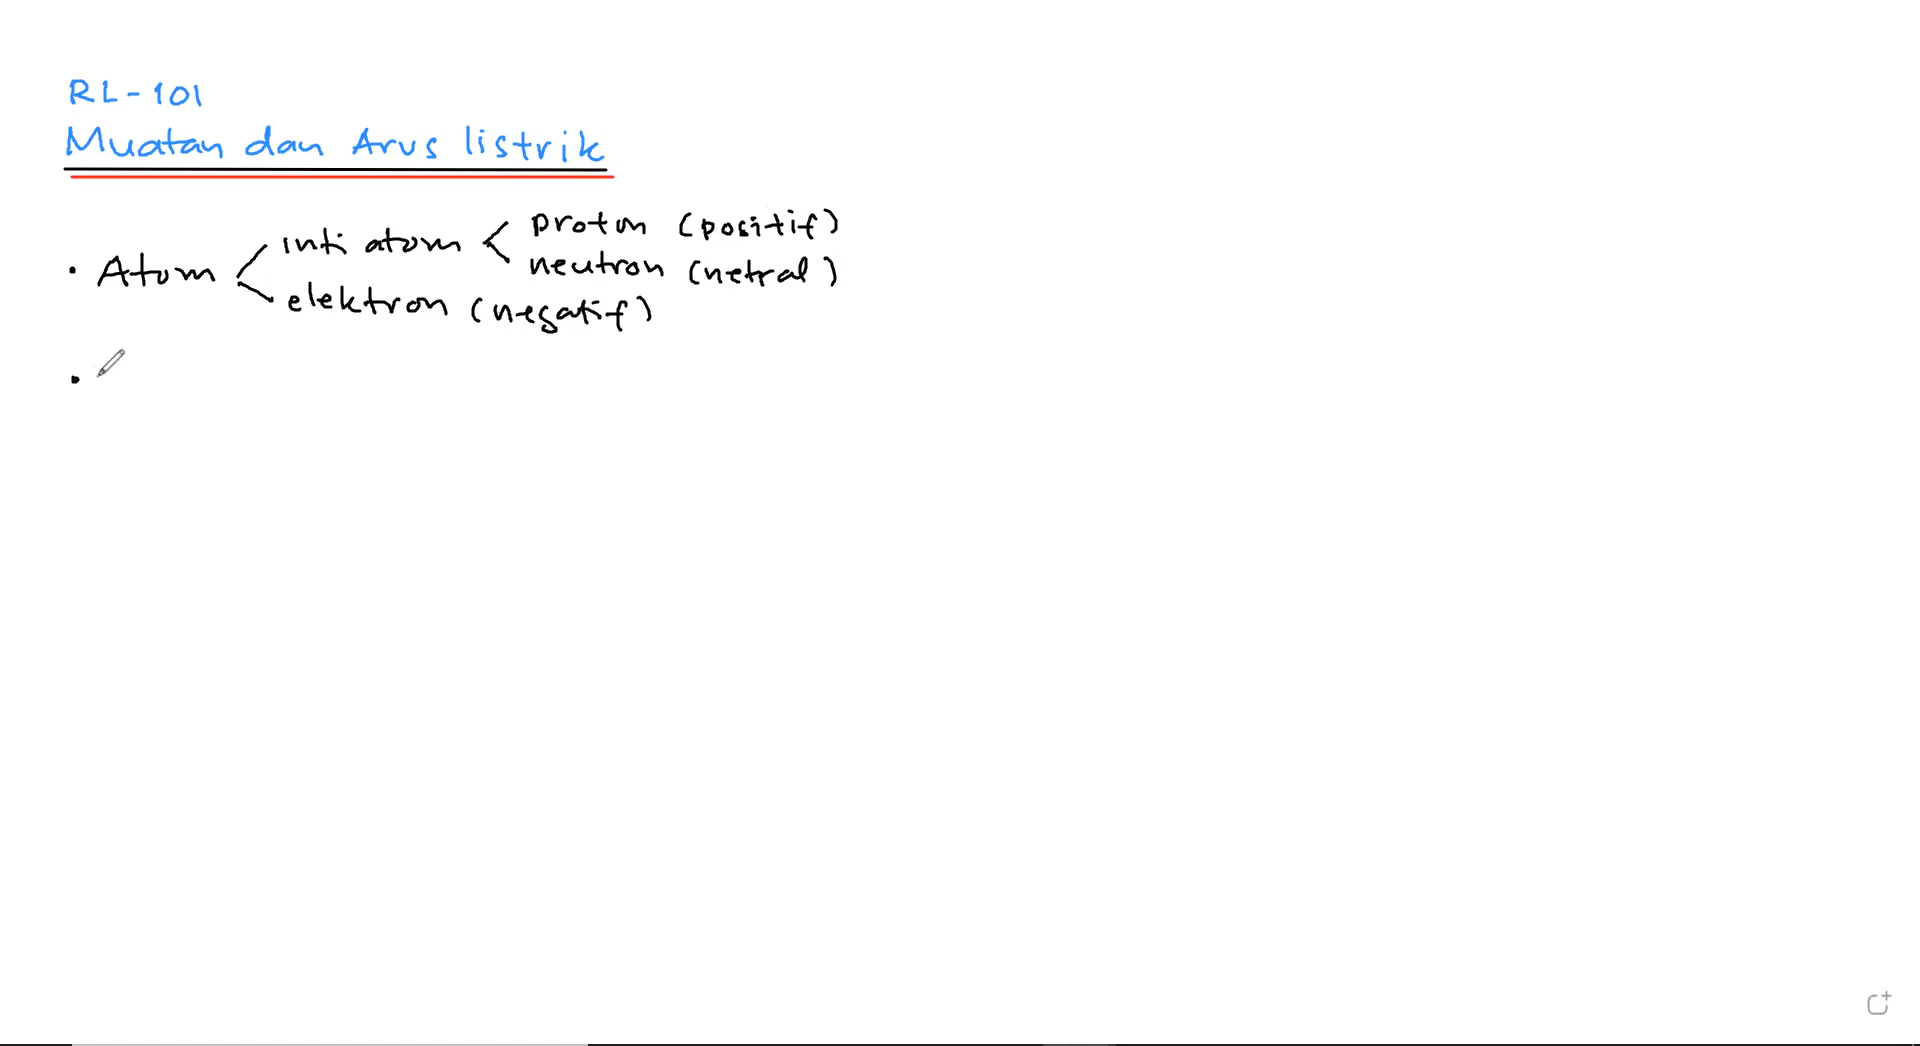 RL-101
Muatan dan Arus listrik
• Atom < inti atom < proton (positif)
neutron (netral)
elektron (negatif)
•